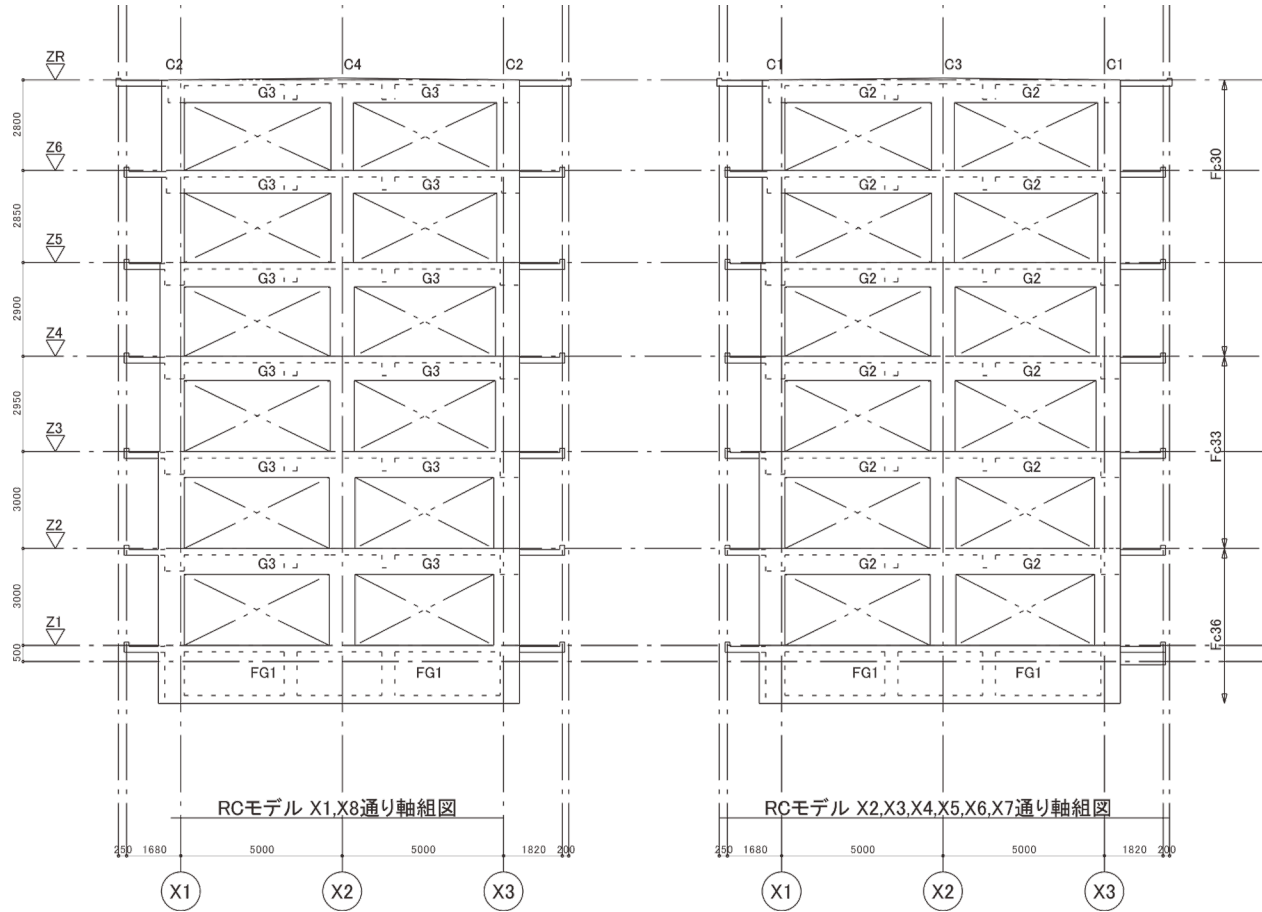 C2 C4 C2 C1 C3 C1
ZR
G3 G3 G2 G2
2800
Z6
G3 G3 G2 G2
2850
Fc30
Z5
G3 G3 G2 G2
2900
Z4
G3 G3 G2 G2
2950
Fc33
Z3
G3 G3 G2 G2
3000
Z2
G3 G3 G2 G2
3000
Fc36
Z1
500
FG1 FG1 FG1 FG1
RCモデル X1,X8通り軸組図
RCモデル X2,X3,X4,X5,X6,X7通り軸組図
250 1680 5000 5000 1820 200
250 1680 5000 5000 1820 200
X1 X2 X3 X1 X2 X3